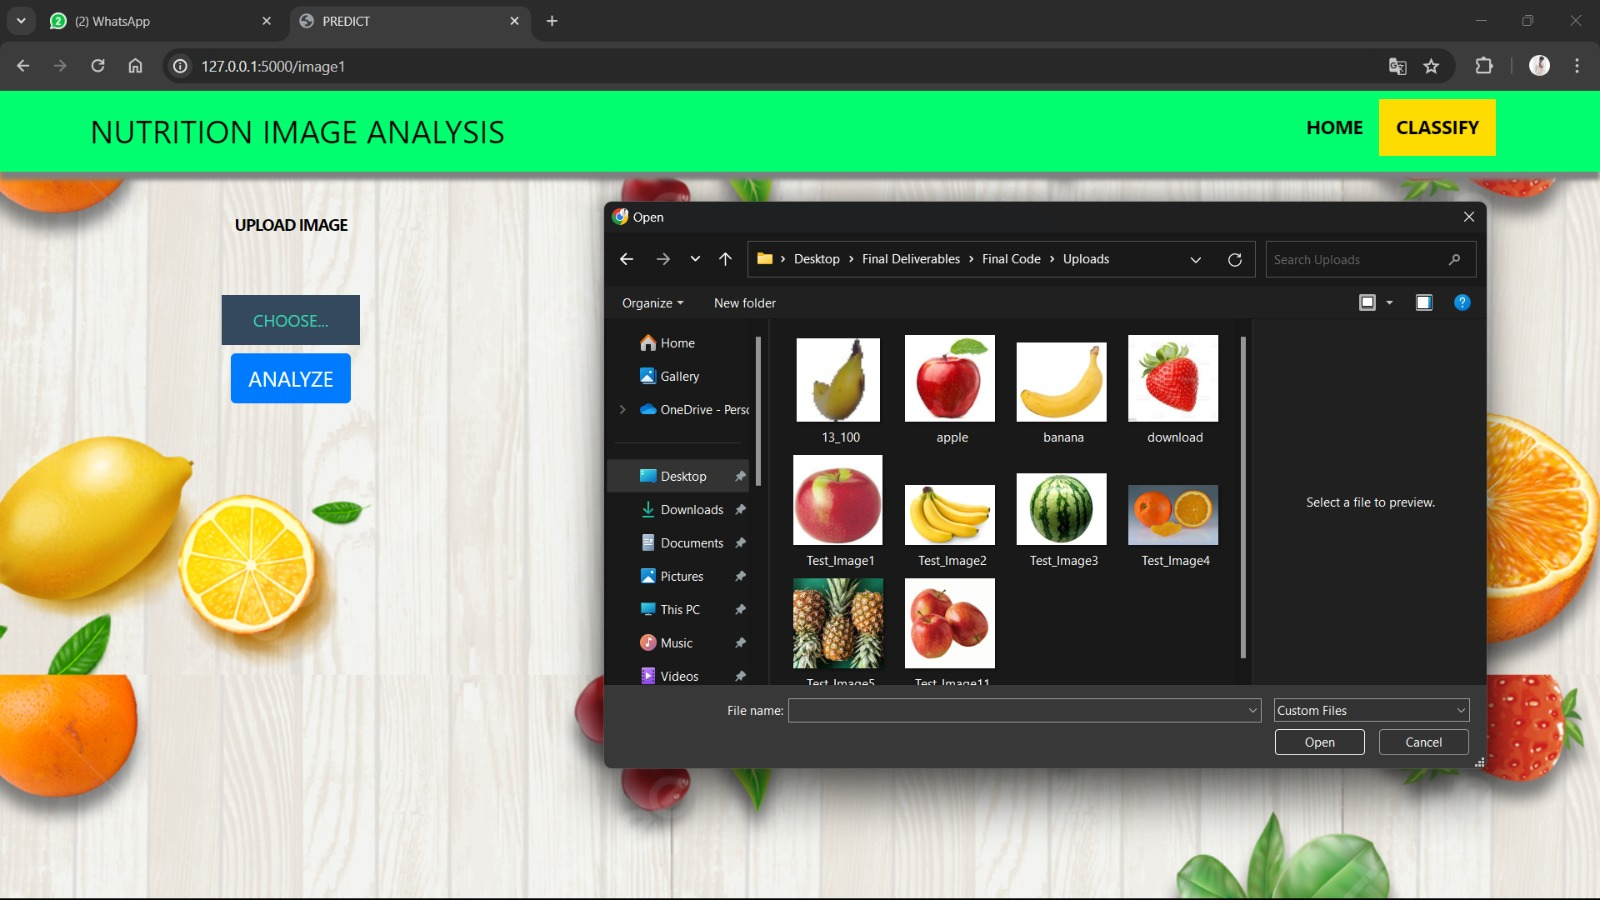 2
(2) WhatsApp
PREDICT
127.0.0.1:5000/image1
NUTRITION IMAGE ANALYSIS
HOME
CLASSIFY
UPLOAD IMAGE
CHOOSE...
ANALYZE
Open
Desktop
Final Deliverables
Final Code
Uploads
Search Uploads
Organize
New folder
?
Home
Gallery
OneDrive - Perso
Desktop
Downloads
Documents
Pictures
This PC
Music
Videos
13_100
apple
banana
download
Test_Image1
Test_Image2
Test_Image3
Test_Image4
Test_Image5
Test_Image11
Select a file to preview.
File name:
Custom Files
Open
Cancel